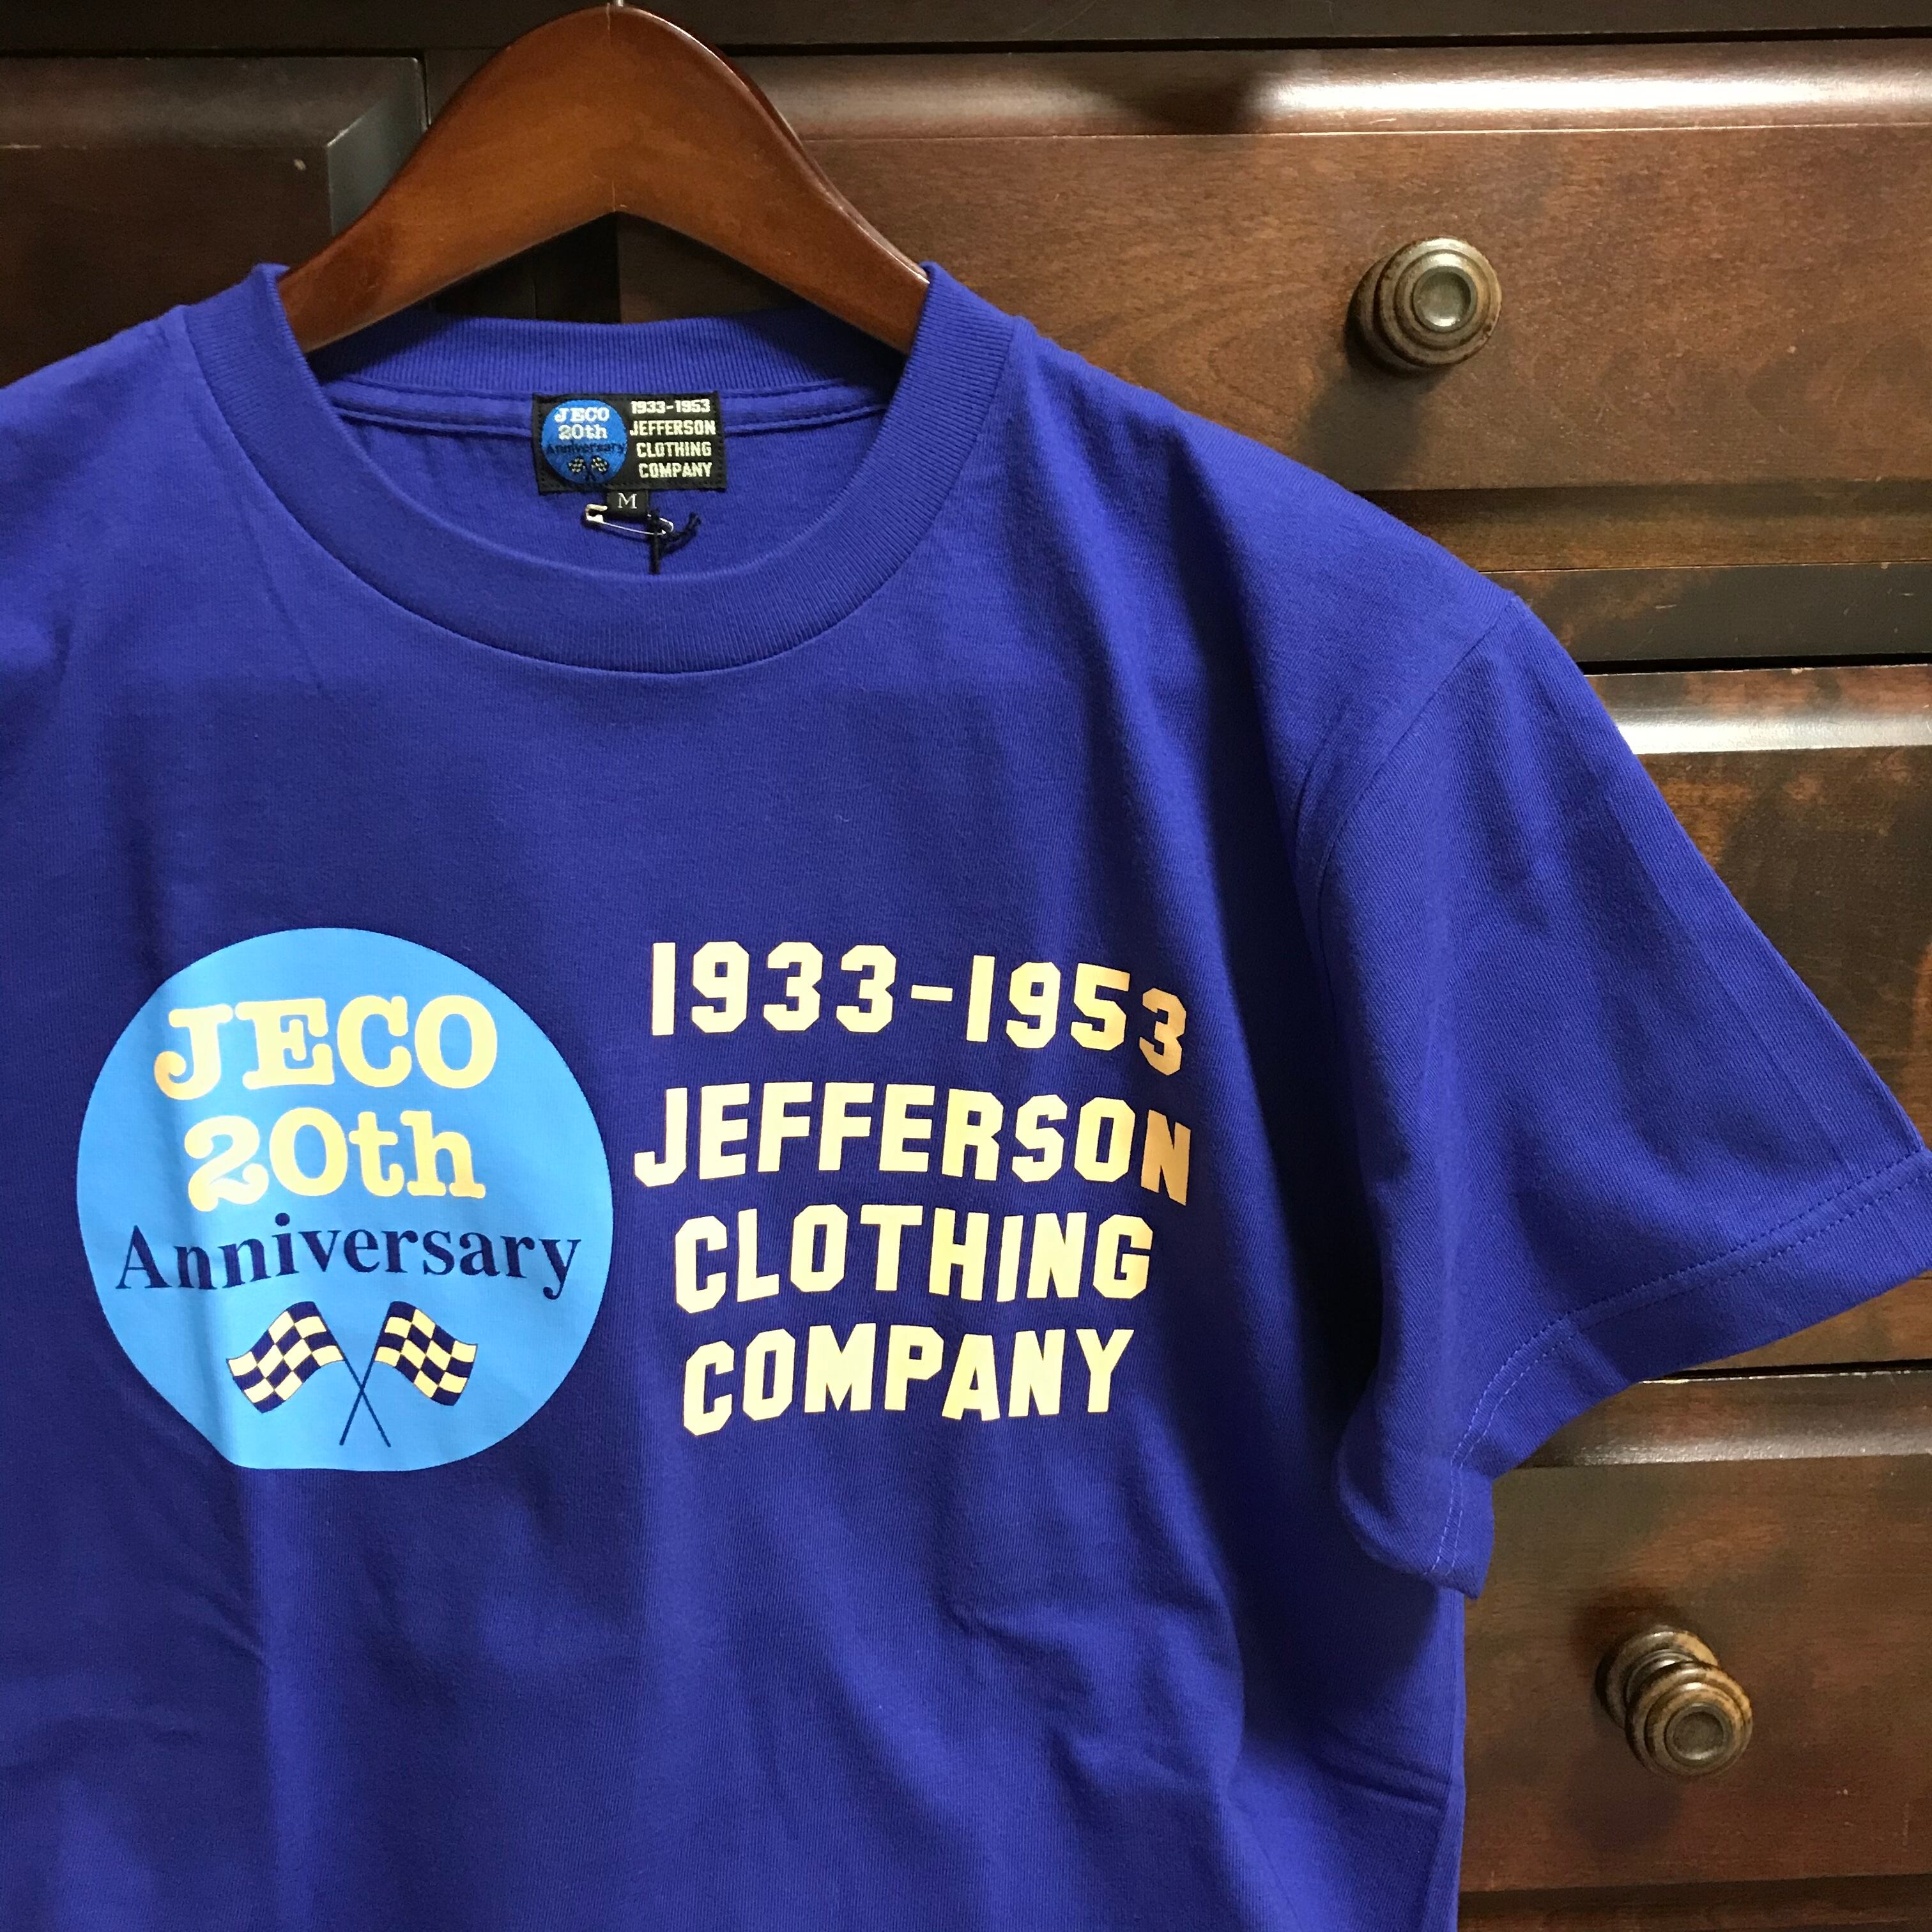 JECO
20th
Anniversary
1933-1953
JEFFERSON
CLOTHING
COMPANY
M
JECO
20th
Anniversary
1933-1953
JEFFERSON
CLOTHING
COMPANY